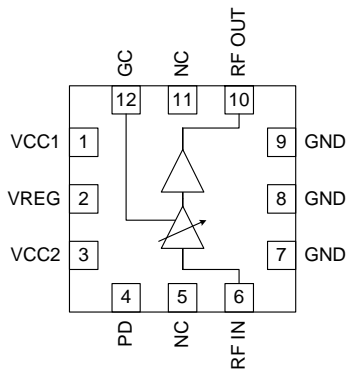 GC
NC
RF OUT
12
11
10
VCC1
1
9
GND
VREG
2
8
GND
VCC2
3
7
GND
4
5
6
PD
NC
RF IN